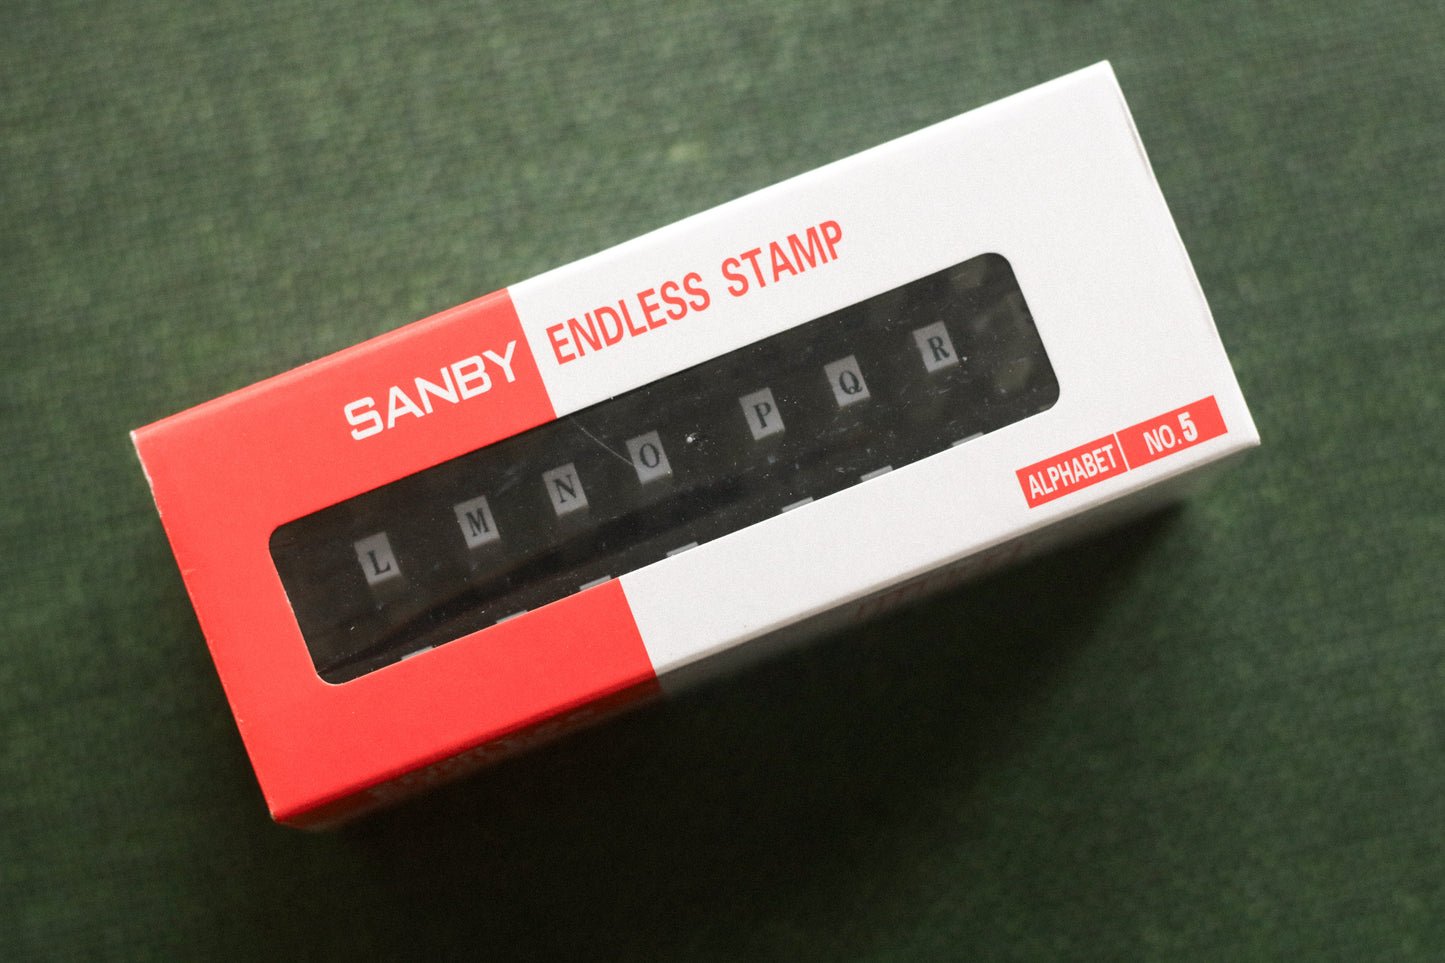 SANBY
ENDLESS STAMP
L M N O P Q R
ALPHABET NO.5